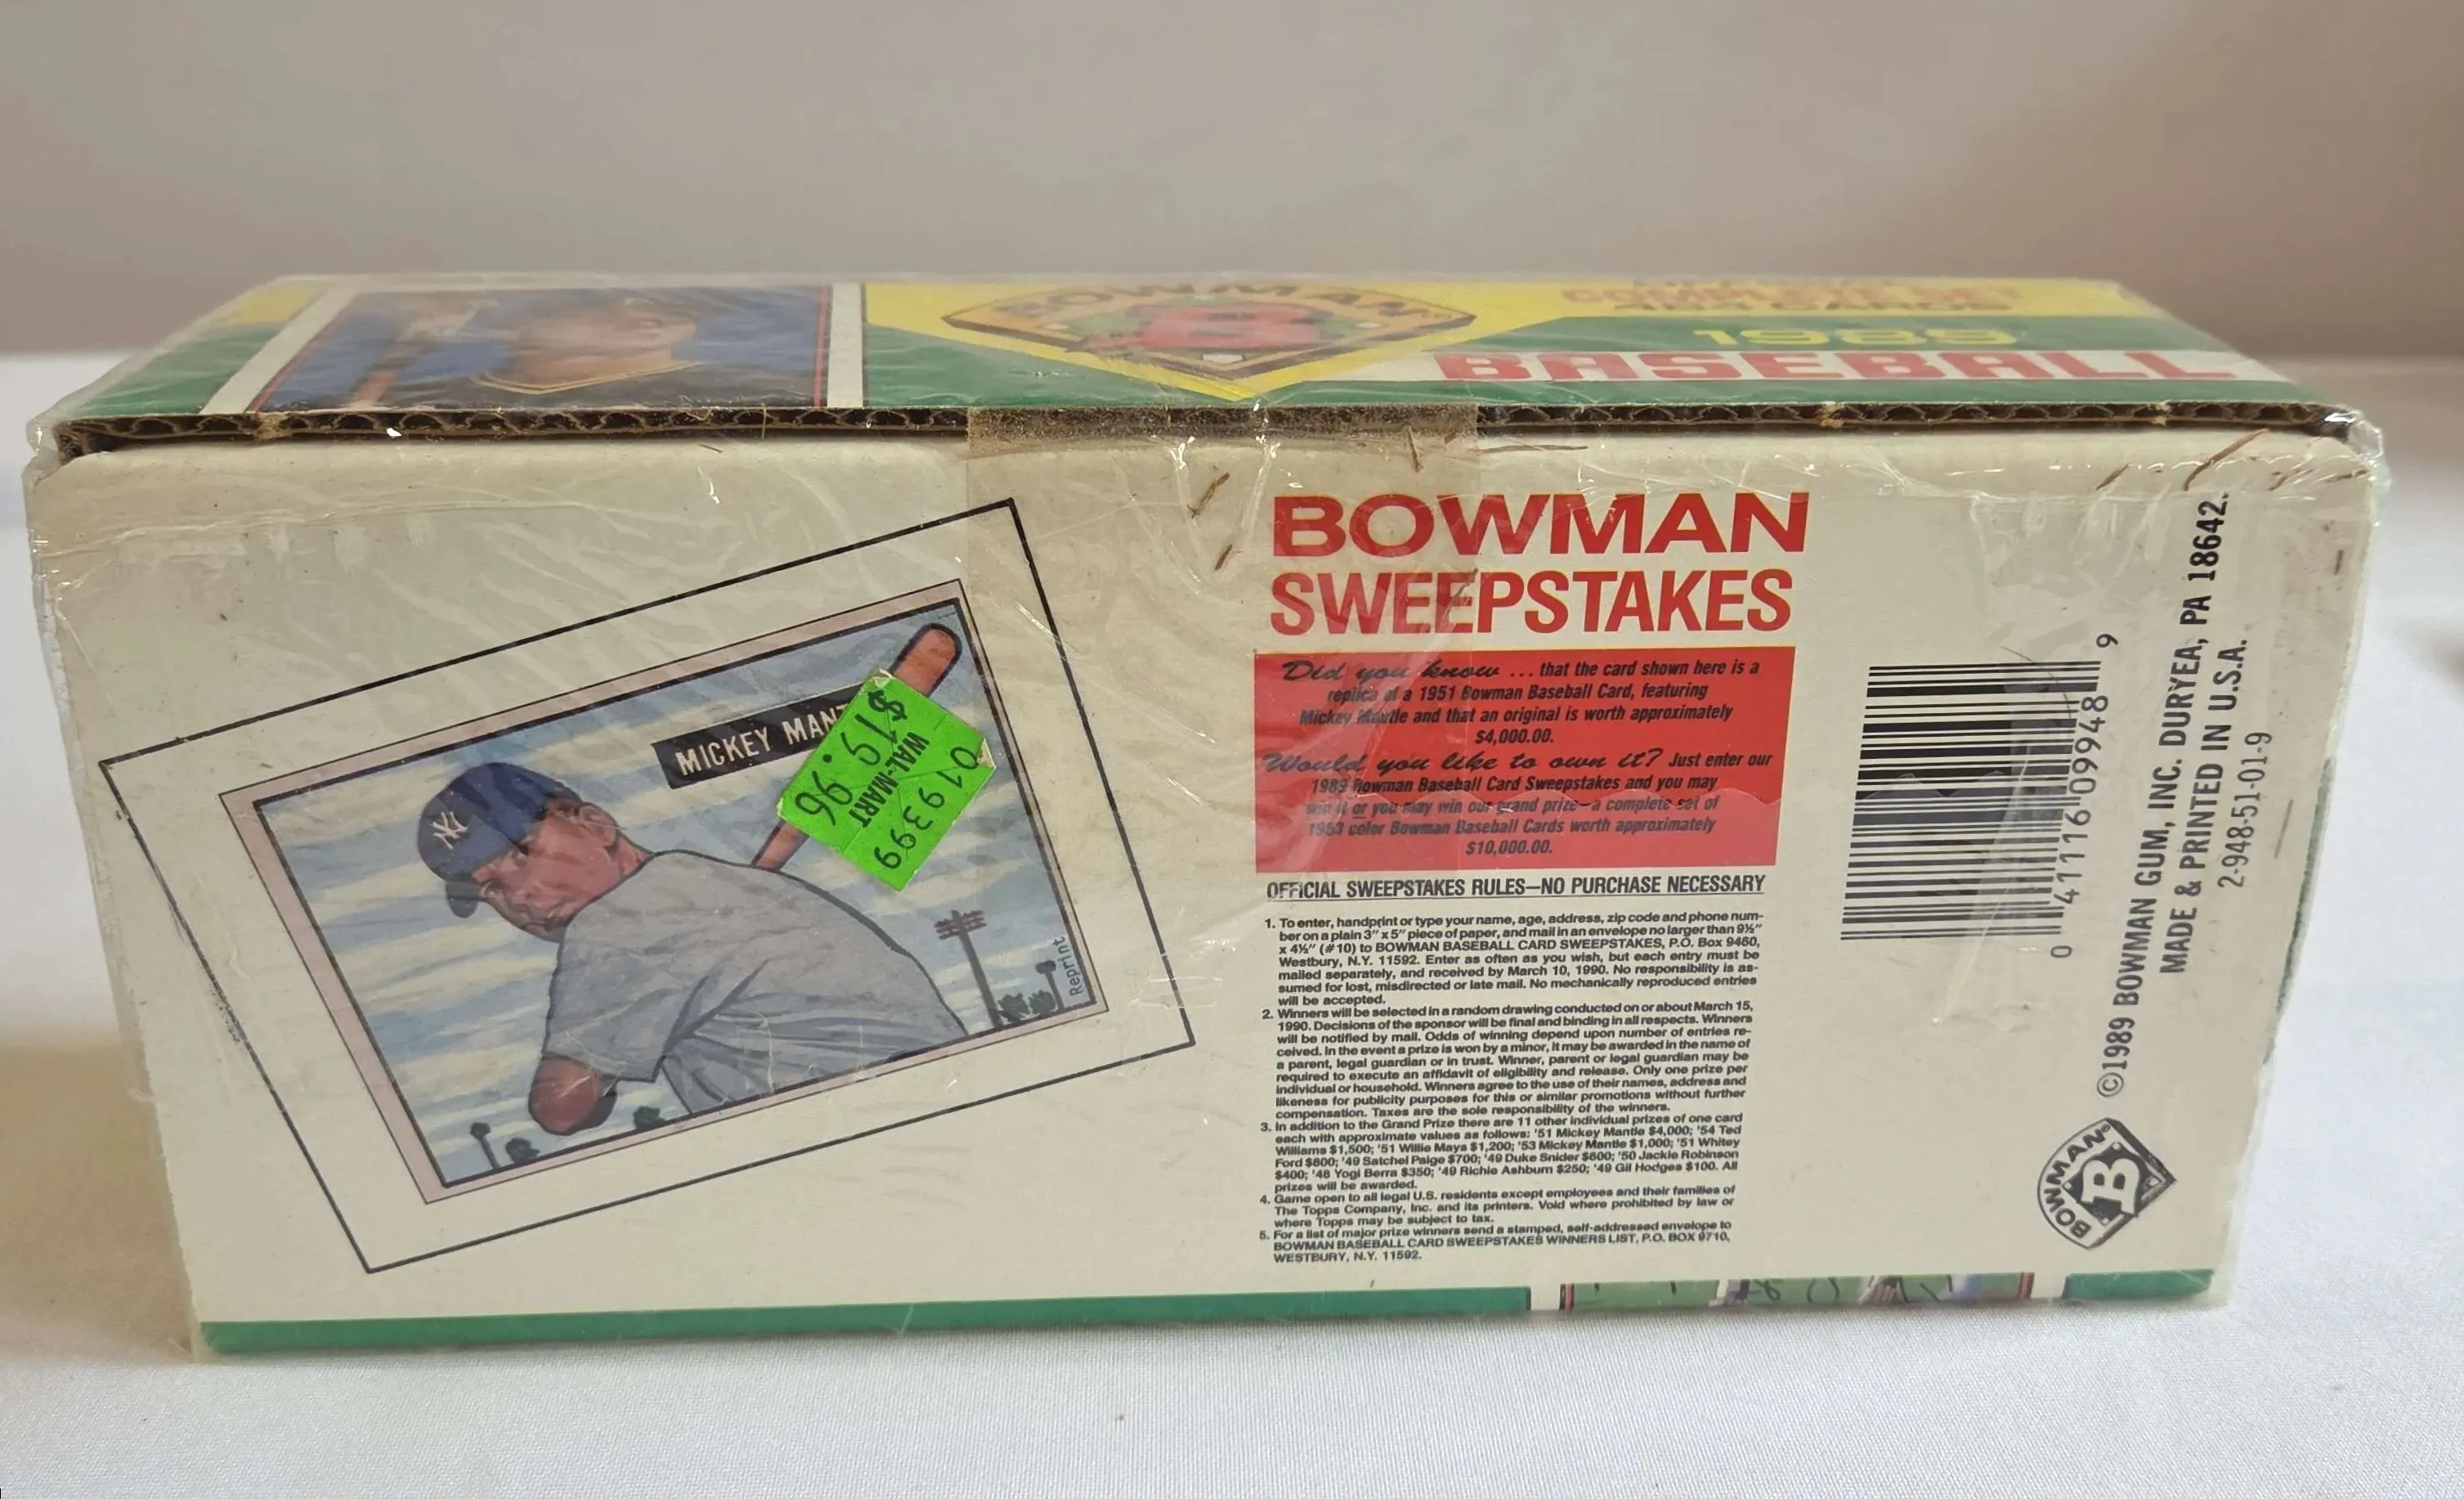 BOWMAN
COMPLETE SET
484 CARDS
1989
BASEBALL
MICKEY MANT
$19.96
WAL-MART
01 9399
NY
Reprint
BOWMAN
SWEEPSTAKES
Did you know ... that the card shown here is a
replica of a 1951 Bowman Baseball Card, featuring
Mickey Mantle and that an original is worth approximately
$4,000.00.
Would you like to own it? Just enter our
1989 Bowman Baseball Card Sweepstakes and you may
win it or you may win our grand prize—a complete set of
1953 color Bowman Baseball Cards worth approximately
$10,000.00.
OFFICIAL SWEEPSTAKES RULES—NO PURCHASE NECESSARY
1. To enter, handprint or type your name, age, address, zip code and phone num-
ber on a plain 3" x 5" piece of paper, and mail in an envelope no larger than 9½"
x 4½" (#10) to BOWMAN BASEBALL CARD SWEEPSTAKES, P.O. Box 9460,
Westbury, N.Y. 11592. Enter as often as you wish, but each entry must be
mailed separately, and received by March 10, 1990. No responsibility is as-
sumed for lost, misdirected or late mail. No mechanically reproduced entries
will be accepted.
2. Winners will be selected in a random drawing conducted on or about March 15,
1990. Decisions of the sponsor will be final and binding in all respects. Winners
will be notified by mail. Odds of winning depend upon number of entries re-
ceived. In the event a prize is won by a minor, it may be awarded in the name of
a parent, legal guardian or in trust. Winner, parent or legal guardian may be
required to execute an affidavit of eligibility and release. Only one prize per
individual or household. Winners agree to the use of their names, address and
likeness for publicity purposes for this or similar promotions without further
compensation. Taxes are the sole responsibility of the winners.
3. In addition to the Grand Prize there are 11 other individual prizes of one card
each with approximate values as follows: '51 Mickey Mantle $4,000; '54 Ted
Williams $1,500; '51 Willie Mays $1,200; '53 Mickey Mantle $1,000; '51 Whitey
Ford $800; '49 Satchel Paige $700; '49 Duke Snider $600; '50 Jackie Robinson
$400; '48 Yogi Berra $350; '49 Richie Ashburn $250; '49 Gil Hodges $100. All
prizes will be awarded.
4. Game open to all legal U.S. residents except employees and their families of
The Topps Company, Inc. and its printers. Void where prohibited by law or
where Topps may be subject to tax.
5. For a list of major prize winners send a stamped, self-addressed envelope to
BOWMAN BASEBALL CARD SWEEPSTAKES WINNERS LIST, P.O. BOX 9710,
WESTBURY, N.Y. 11592.
0 41116 09948 9
©1989 BOWMAN GUM, INC. DURYEA, PA 18642.
MADE & PRINTED IN U.S.A.
2-948-51-01-9
BOWMAN
B